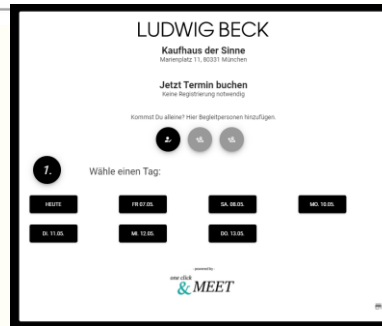 LUDWIG BECK
Kaufhaus der Sinne
Marienplatz 11, 80331 München
Jetzt Termin buchen
Keine Registrierung notwendig
Kommst Du alleine? Hier Begleitpersonen hinzufügen.
1. Wähle einen Tag:
HEUTE FR 07.05. SA. 08.05. MO. 10.05.
DI. 11.05. MI. 12.05. DO. 13.05.
- powered by -
one click
& MEET